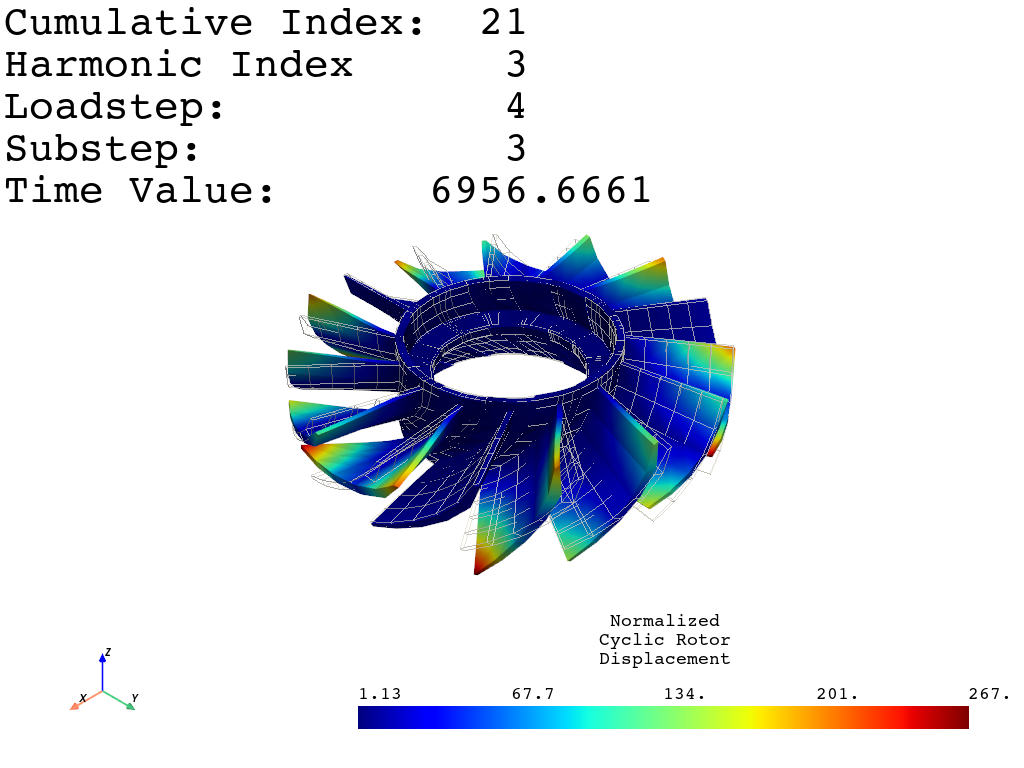 Cumulative Index: 21
Harmonic Index 3
Loadstep: 4
Substep: 3
Time Value: 6956.6661
Normalized
Cyclic Rotor
Displacement
1.13 67.7 134. 201. 267.
Z
X Y